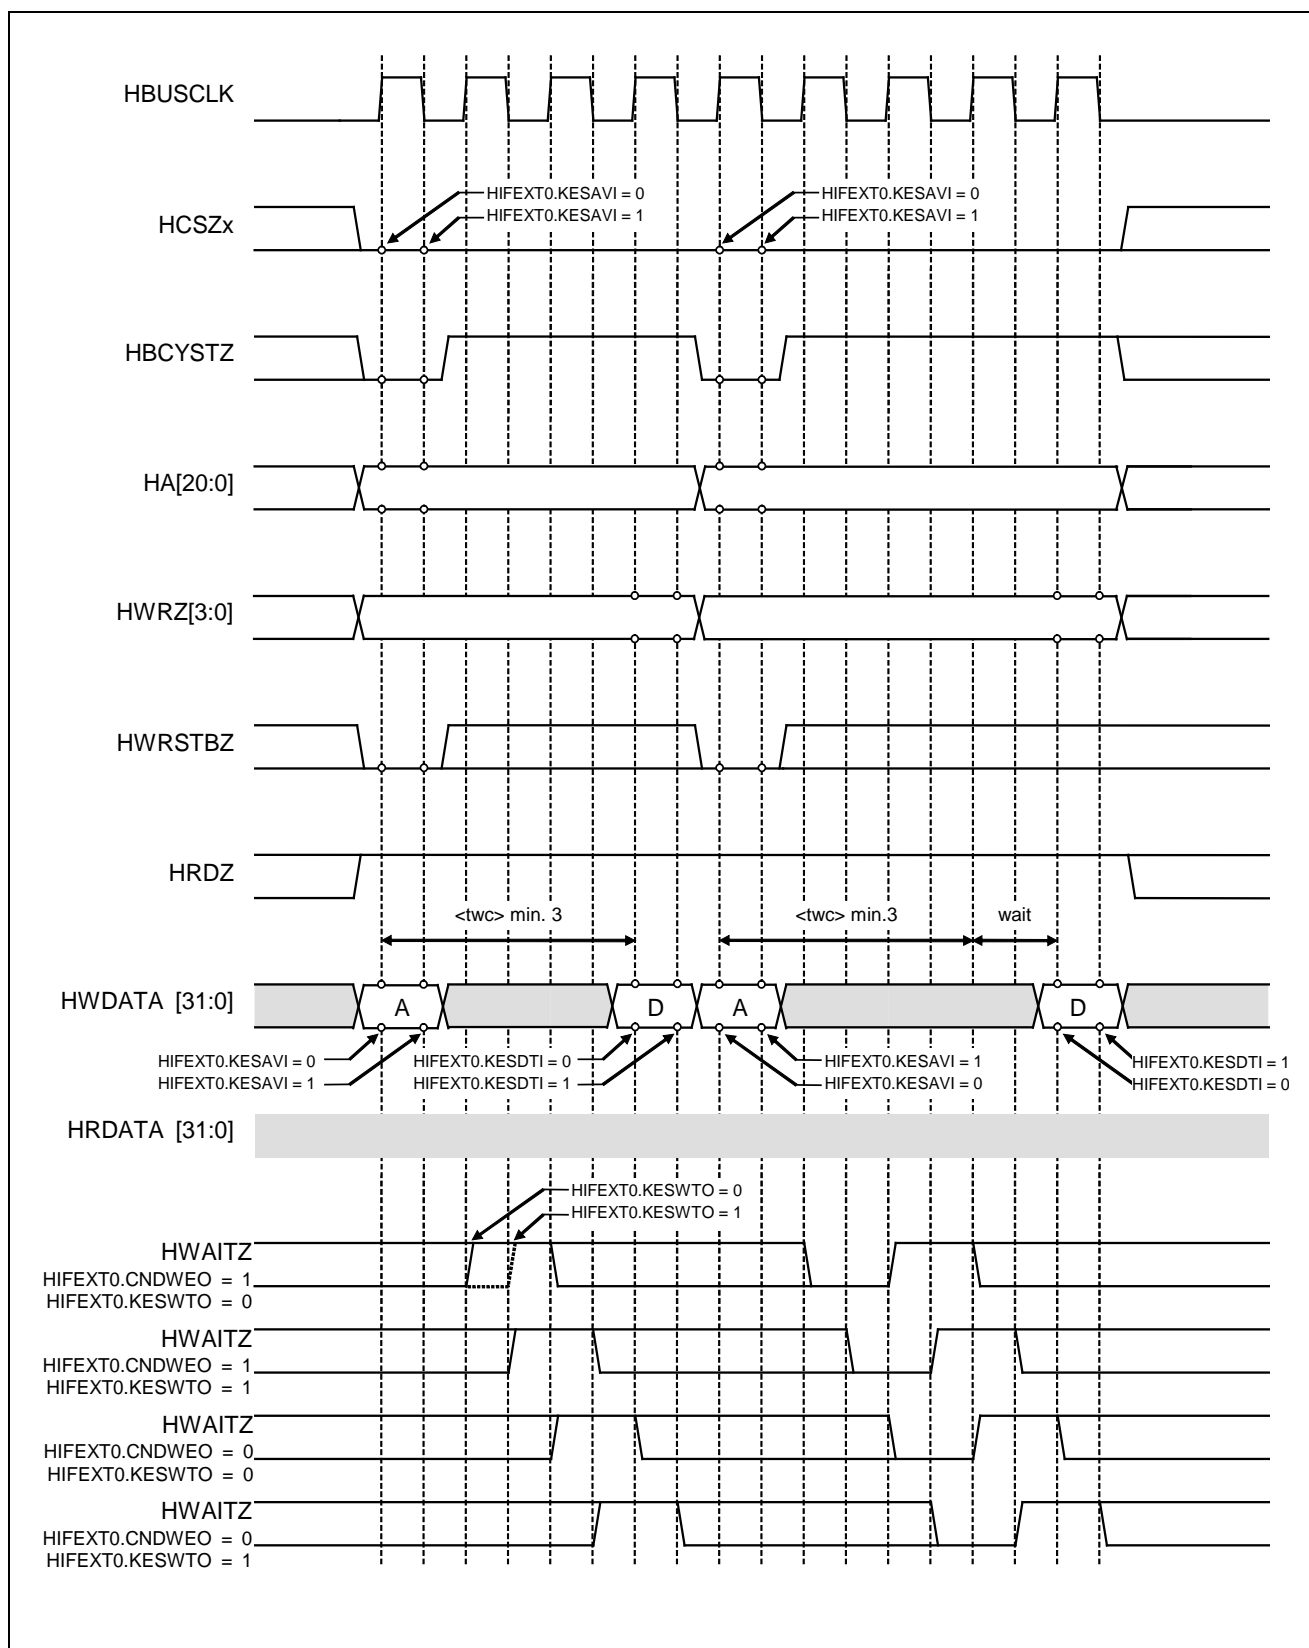 HBUSCLK
HIFEXT0.KESAVI = 0
HIFEXT0.KESAVI = 0
HIFEXT0.KESAVI = 1
HIFEXT0.KESAVI = 1
HCSZx
HBCYSTZ
HA[20:0]
HWRZ[3:0]
HWRSTBZ
HRDZ
<twc> min. 3
<twc> min.3
wait
HWDATA [31:0]
A
D
A
D
HIFEXT0.KESAVI = 0
HIFEXT0.KESDTI = 0
HIFEXT0.KESAVI = 1
HIFEXT0.KESDTI = 1
HIFEXT0.KESAVI = 1
HIFEXT0.KESDTI = 1
HIFEXT0.KESAVI = 0
HIFEXT0.KESDTI = 0
HRDATA [31:0]
HIFEXT0.KESWTO = 0
HIFEXT0.KESWTO = 1
HWAITZ
HIFEXT0.CNDWEO = 1
HIFEXT0.KESWTO = 0
HWAITZ
HIFEXT0.CNDWEO = 1
HIFEXT0.KESWTO = 1
HWAITZ
HIFEXT0.CNDWEO = 0
HIFEXT0.KESWTO = 0
HWAITZ
HIFEXT0.CNDWEO = 0
HIFEXT0.KESWTO = 1